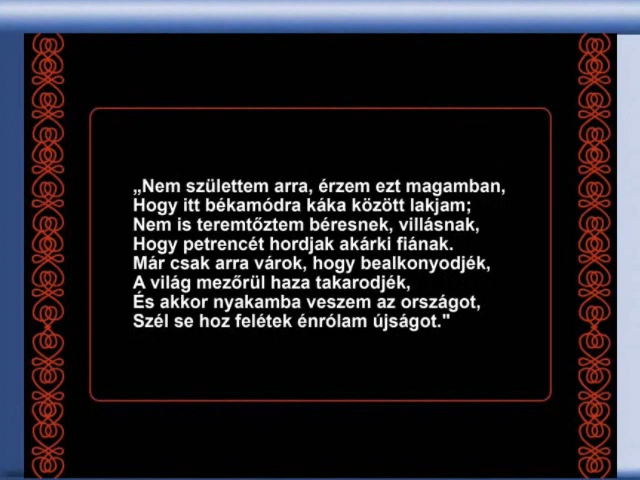 „Nem születtem arra, érzem ezt magamban,
Hogy itt békamódra káka között lakjam;
Nem is teremtőztem béresnek, villásnak,
Hogy petrencét hordjak akárki fiának.
Már csak arra várok, hogy bealkonyodjék,
A világ mezőrül haza takarodjék,
És akkor nyakamba veszem az országot,
Szél se hoz felétek énrólam újságot."